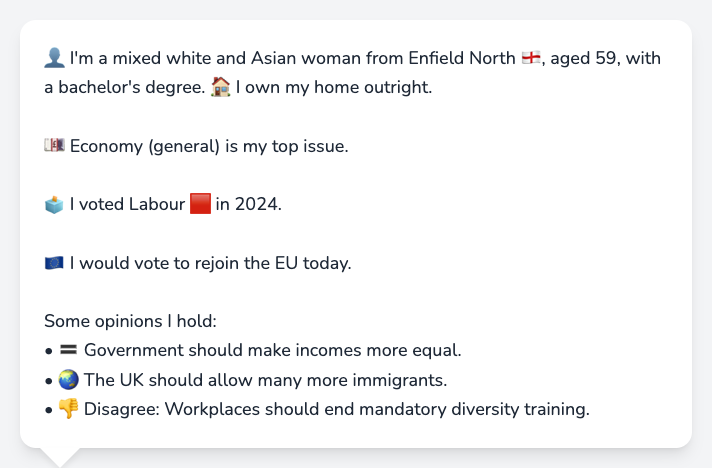 👤 I'm a mixed white and Asian woman from Enfield North 🏴󠁧󠁢󠁥󠁮󠁧󠁿, aged 59, with
a bachelor's degree. 🏠 I own my home outright.
💷 Economy (general) is my top issue.
🗳️ I voted Labour 🟥 in 2024.
🇪🇺 I would vote to rejoin the EU today.
Some opinions I hold:
• 🟰 Government should make incomes more equal.
• 🌏 The UK should allow many more immigrants.
• 👎 Disagree: Workplaces should end mandatory diversity training.